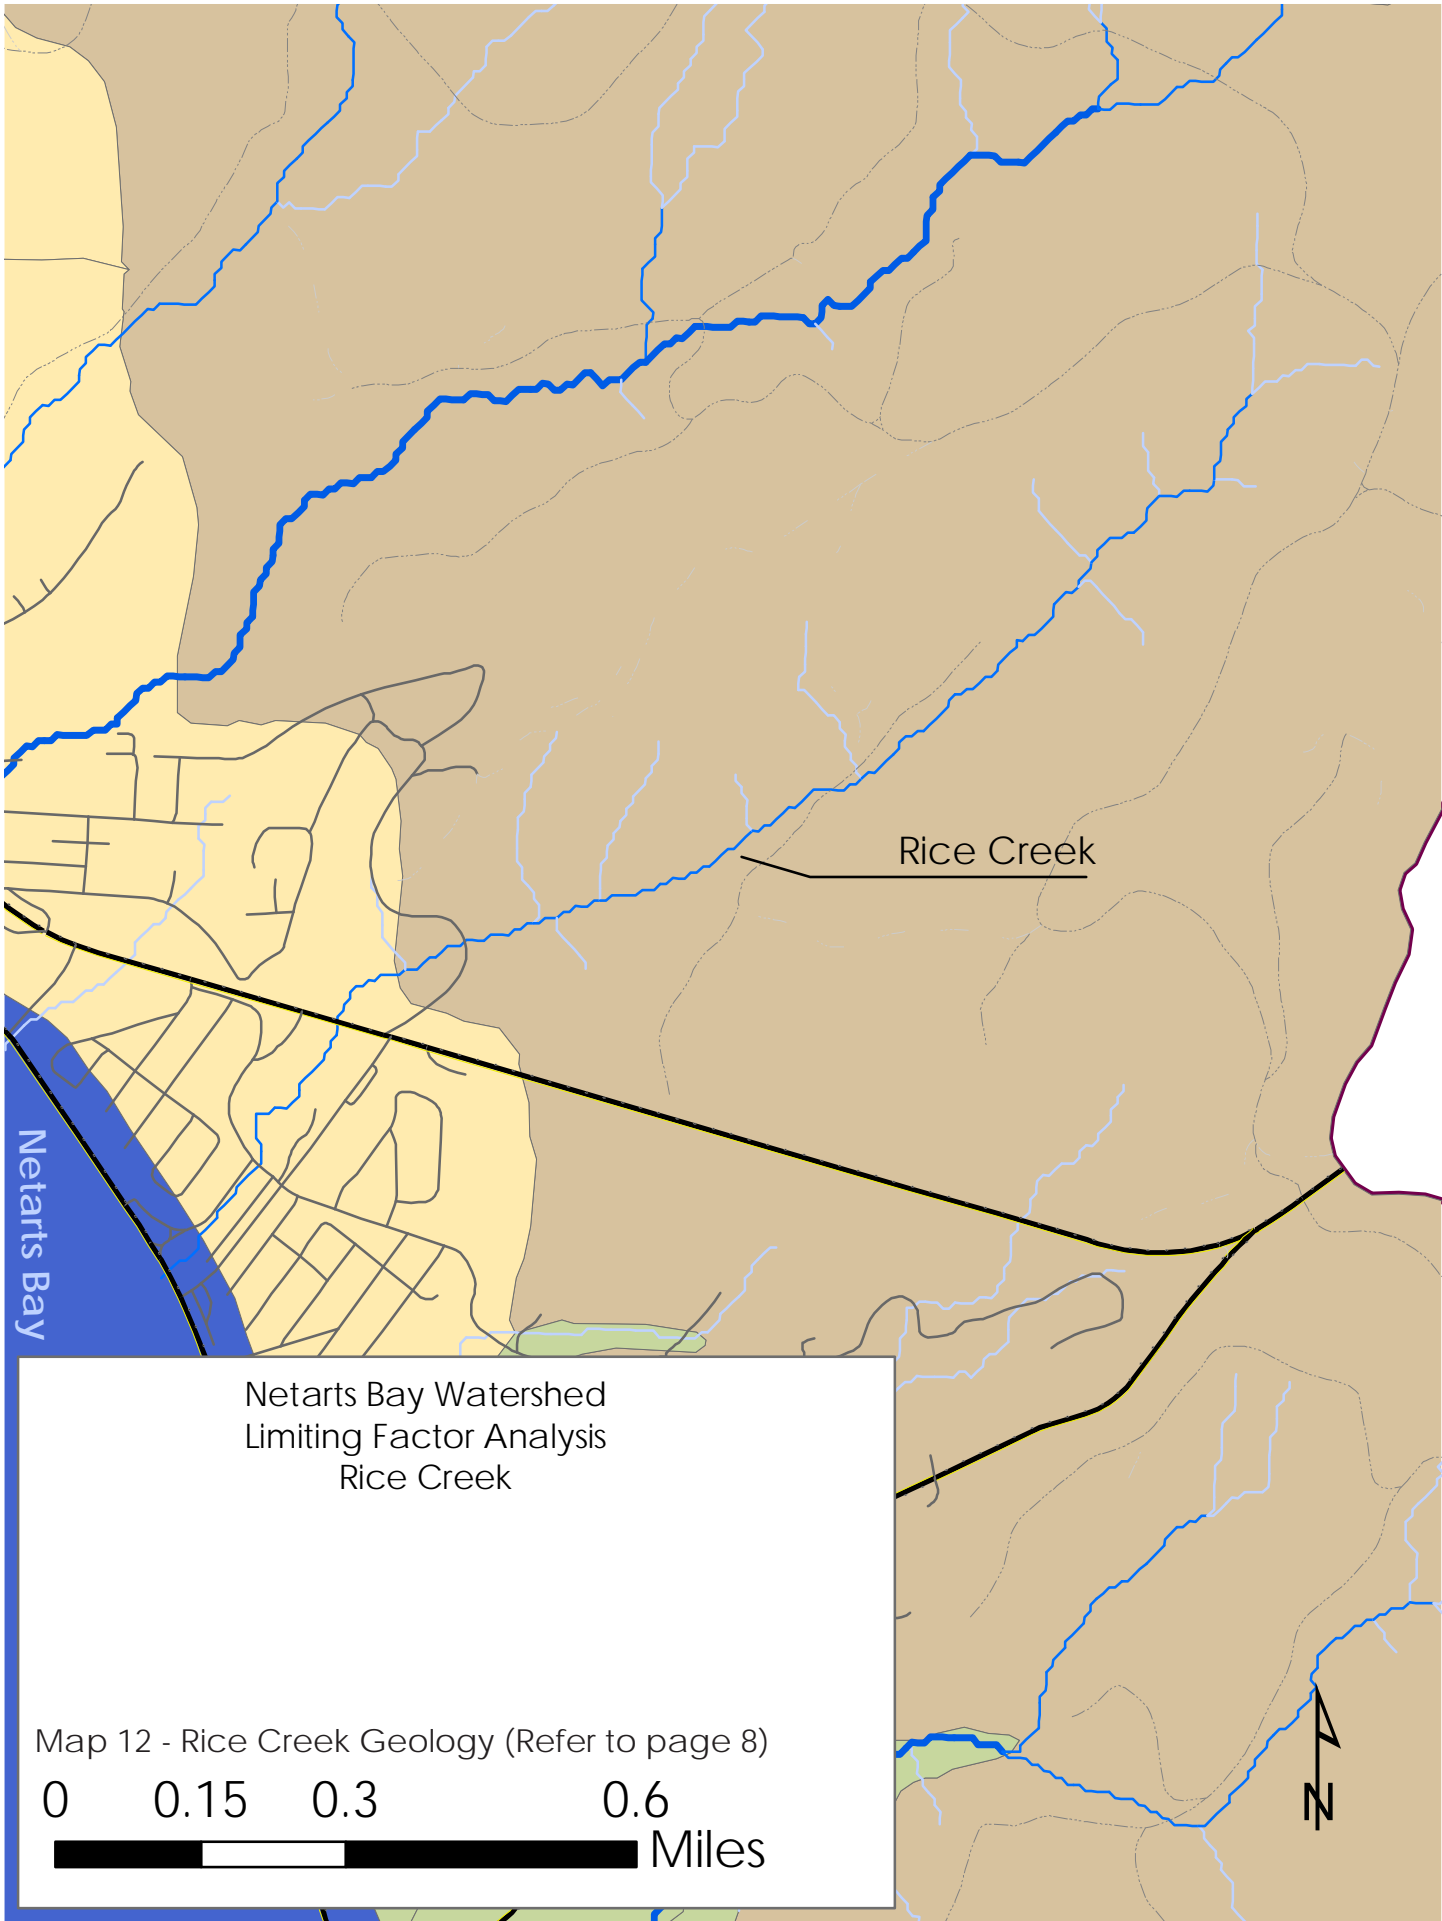 Rice Creek
Netarts Bay
Netarts Bay Watershed
Limiting Factor Analysis
Rice Creek
Map 12 - Rice Creek Geology (Refer to page 8)
0 0.15 0.3 0.6
Miles
N